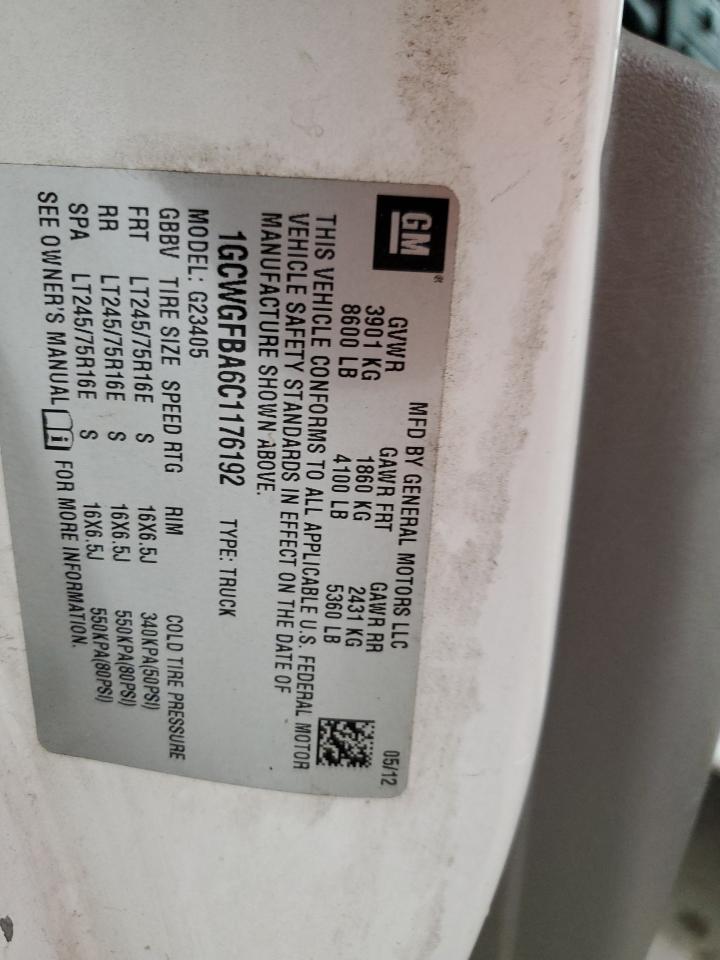 GM®
MFD BY GENERAL MOTORS LLC 05/12
GVWR GAWR FRT GAWR RR
3901 KG 1860 KG 2431 KG
8600 LB 4100 LB 5360 LB
THIS VEHICLE CONFORMS TO ALL APPLICABLE U.S. FEDERAL MOTOR
VEHICLE SAFETY STANDARDS IN EFFECT ON THE DATE OF
MANUFACTURE SHOWN ABOVE.
1GCWGFBA6C1176192 TYPE: TRUCK
MODEL: G23405
GBBV TIRE SIZE SPEED RTG RIM COLD TIRE PRESSURE
FRT LT245/75R16E S 16X6.5J 340KPA(50PSI)
RR LT245/75R16E S 16X6.5J 550KPA(80PSI)
SPA LT245/75R16E S 16X6.5J 550KPA(80PSI)
SEE OWNER'S MANUAL i FOR MORE INFORMATION.